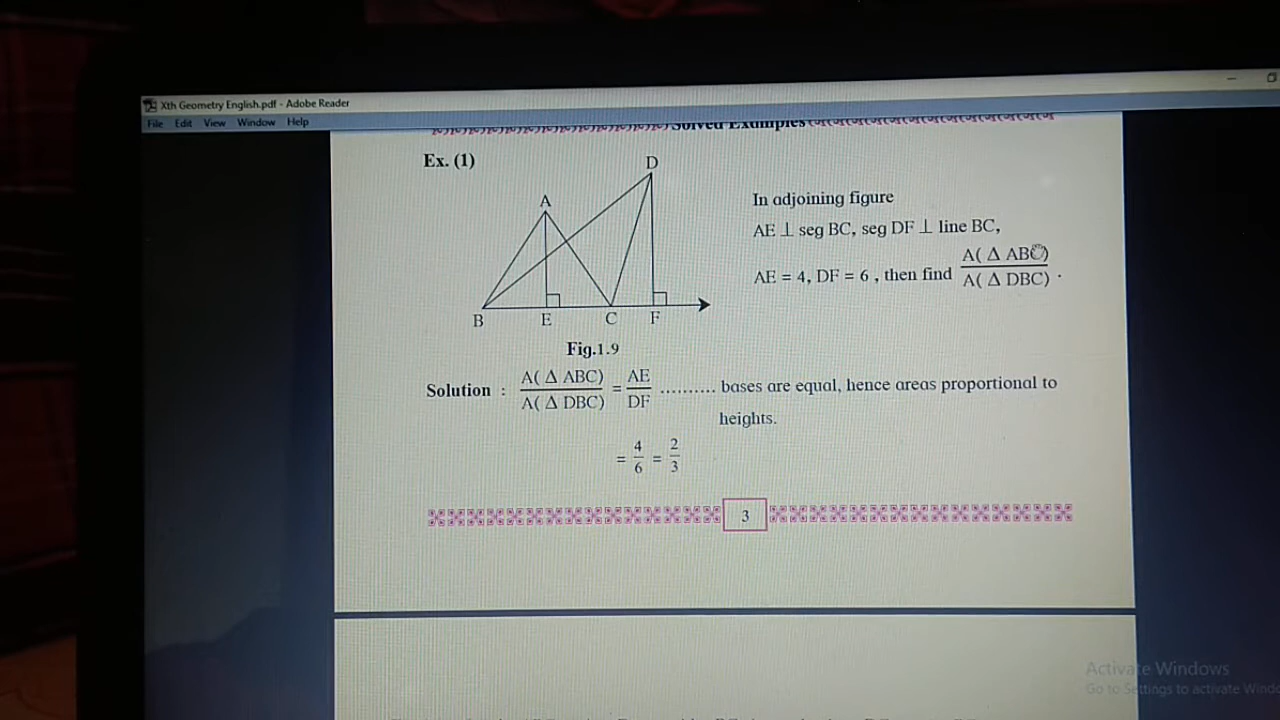 Xth Geometry English.pdf - Adobe Reader
File Edit View Window Help
Solved Examples
Ex. (1)
D
A
B E C F
Fig.1.9
In adjoining figure
AE ⊥ seg BC, seg DF ⊥ line BC,
AE = 4, DF = 6 , then find A( Δ ABC) / A( Δ DBC) .
Solution : A( Δ ABC) / A( Δ DBC) = AE / DF .......... bases are equal, hence areas proportional to
heights.
= 4/6 = 2/3
3
Activate Windows
Go to Settings to activate